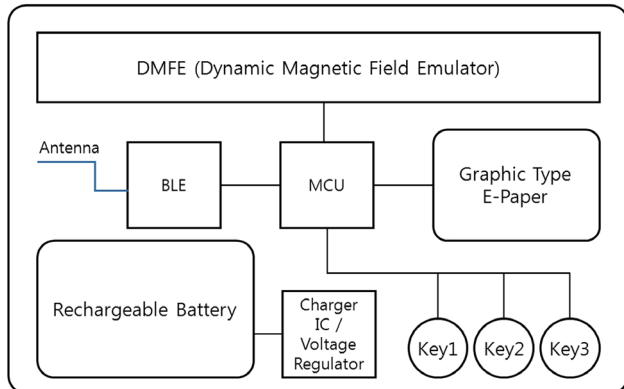 DMFE (Dynamic Magnetic Field Emulator)
Antenna
BLE
MCU
Graphic Type
E-Paper
Rechargeable Battery
Charger
IC /
Voltage
Regulator
Key1
Key2
Key3